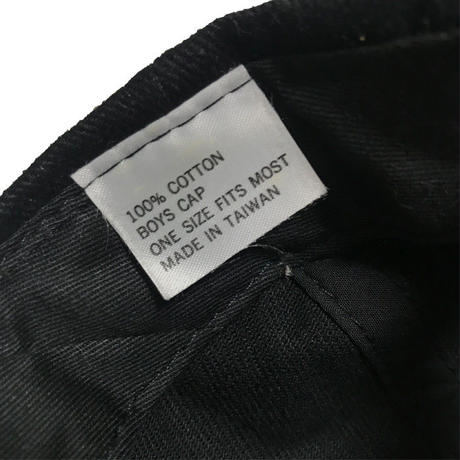 100% COTTON
BOYS CAP
ONE SIZE FITS MOST
MADE IN TAIWAN